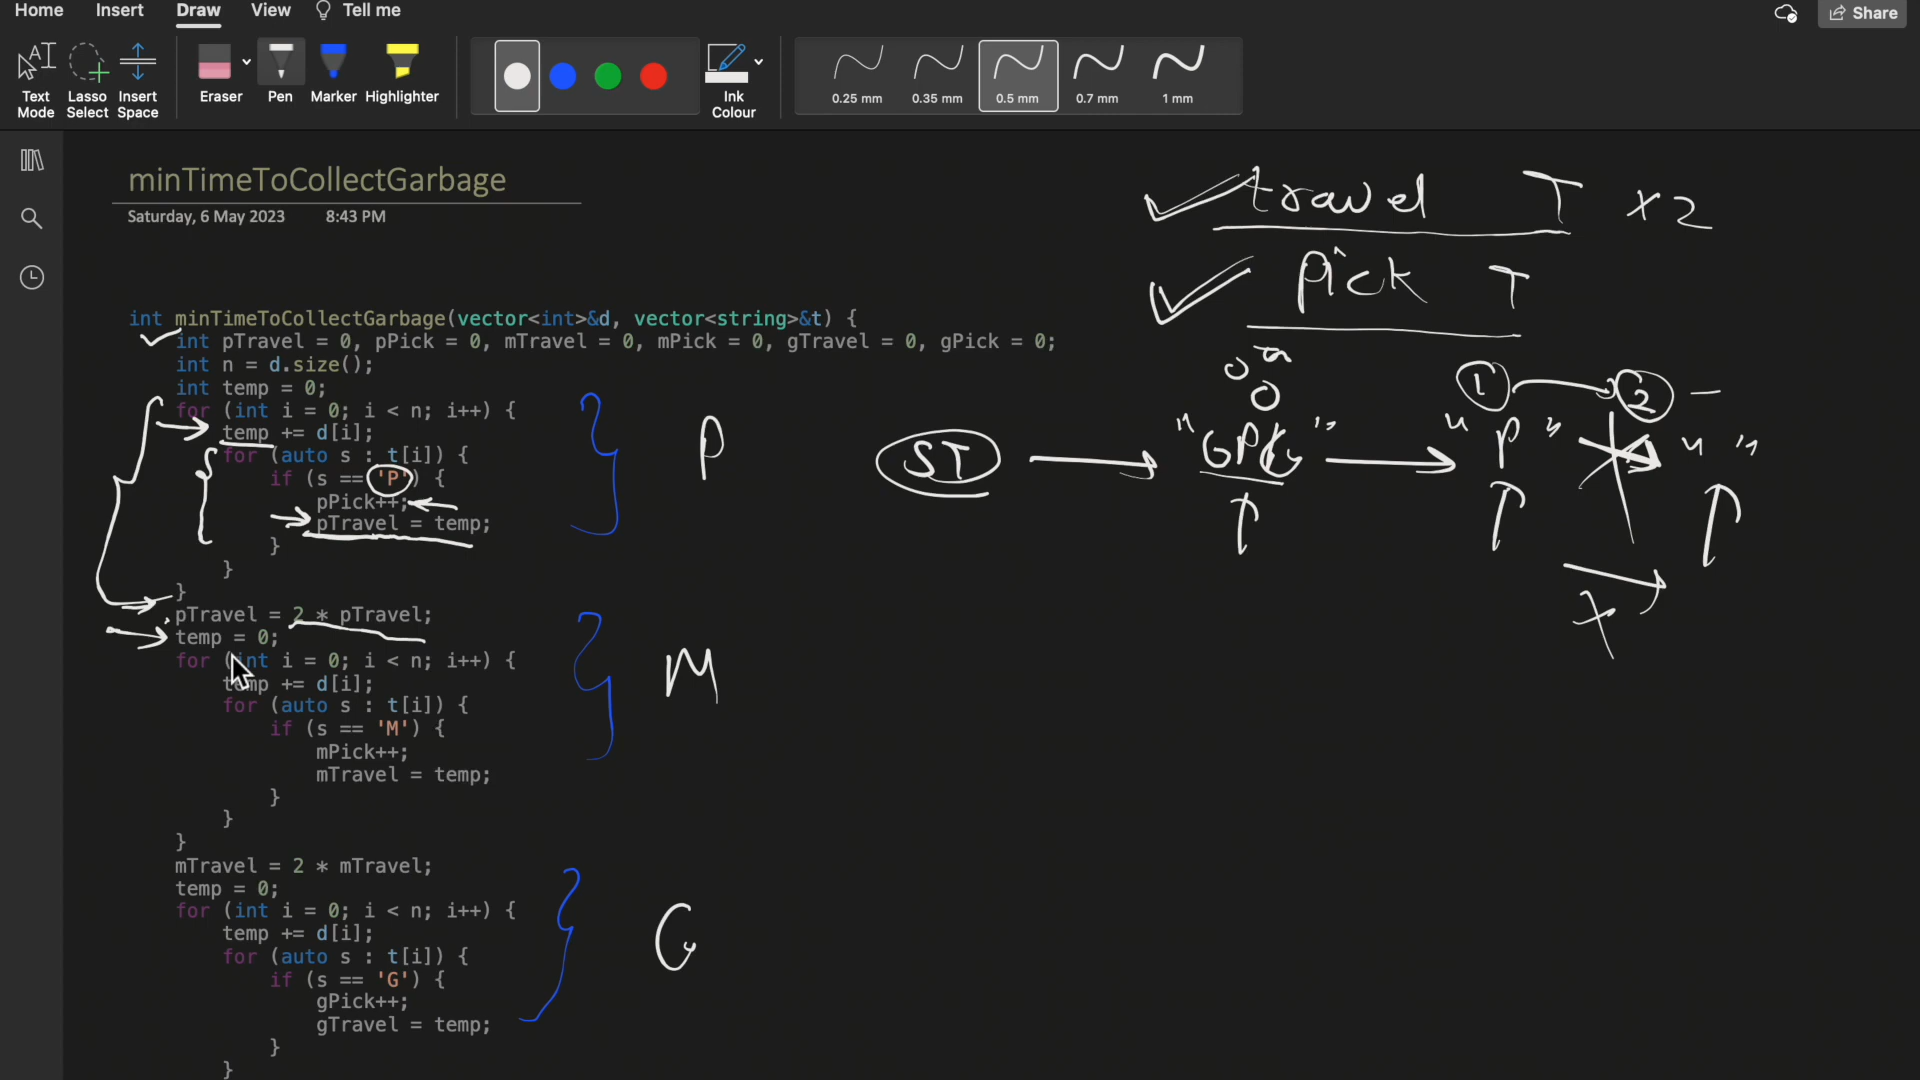 Home Insert Draw View Tell me Share
Text Mode Lasso Select Insert Space Eraser Pen Marker Highlighter Ink Colour 0.25 mm 0.35 mm 0.5 mm 0.7 mm 1 mm
minTimeToCollectGarbage
Saturday, 6 May 2023 8:43 PM
travel T x2
Pick T
int minTimeToCollectGarbage(vector<int>&d, vector<string>&t) {
int pTravel = 0, pPick = 0, mTravel = 0, mPick = 0, gTravel = 0, gPick = 0;
int n = d.size();
int temp = 0;
for (int i = 0; i < n; i++) {
temp += d[i];
for (auto s : t[i]) {
if (s == 'P') {
pPick++;
pTravel = temp;
}
}
}
pTravel = 2 * pTravel;
temp = 0;
for (int i = 0; i < n; i++) {
temp += d[i];
for (auto s : t[i]) {
if (s == 'M') {
mPick++;
mTravel = temp;
}
}
}
mTravel = 2 * mTravel;
temp = 0;
for (int i = 0; i < n; i++) {
temp += d[i];
for (auto s : t[i]) {
if (s == 'G') {
gPick++;
gTravel = temp;
}
}
P
M
G
1 2
ST "GPG" "P" " "